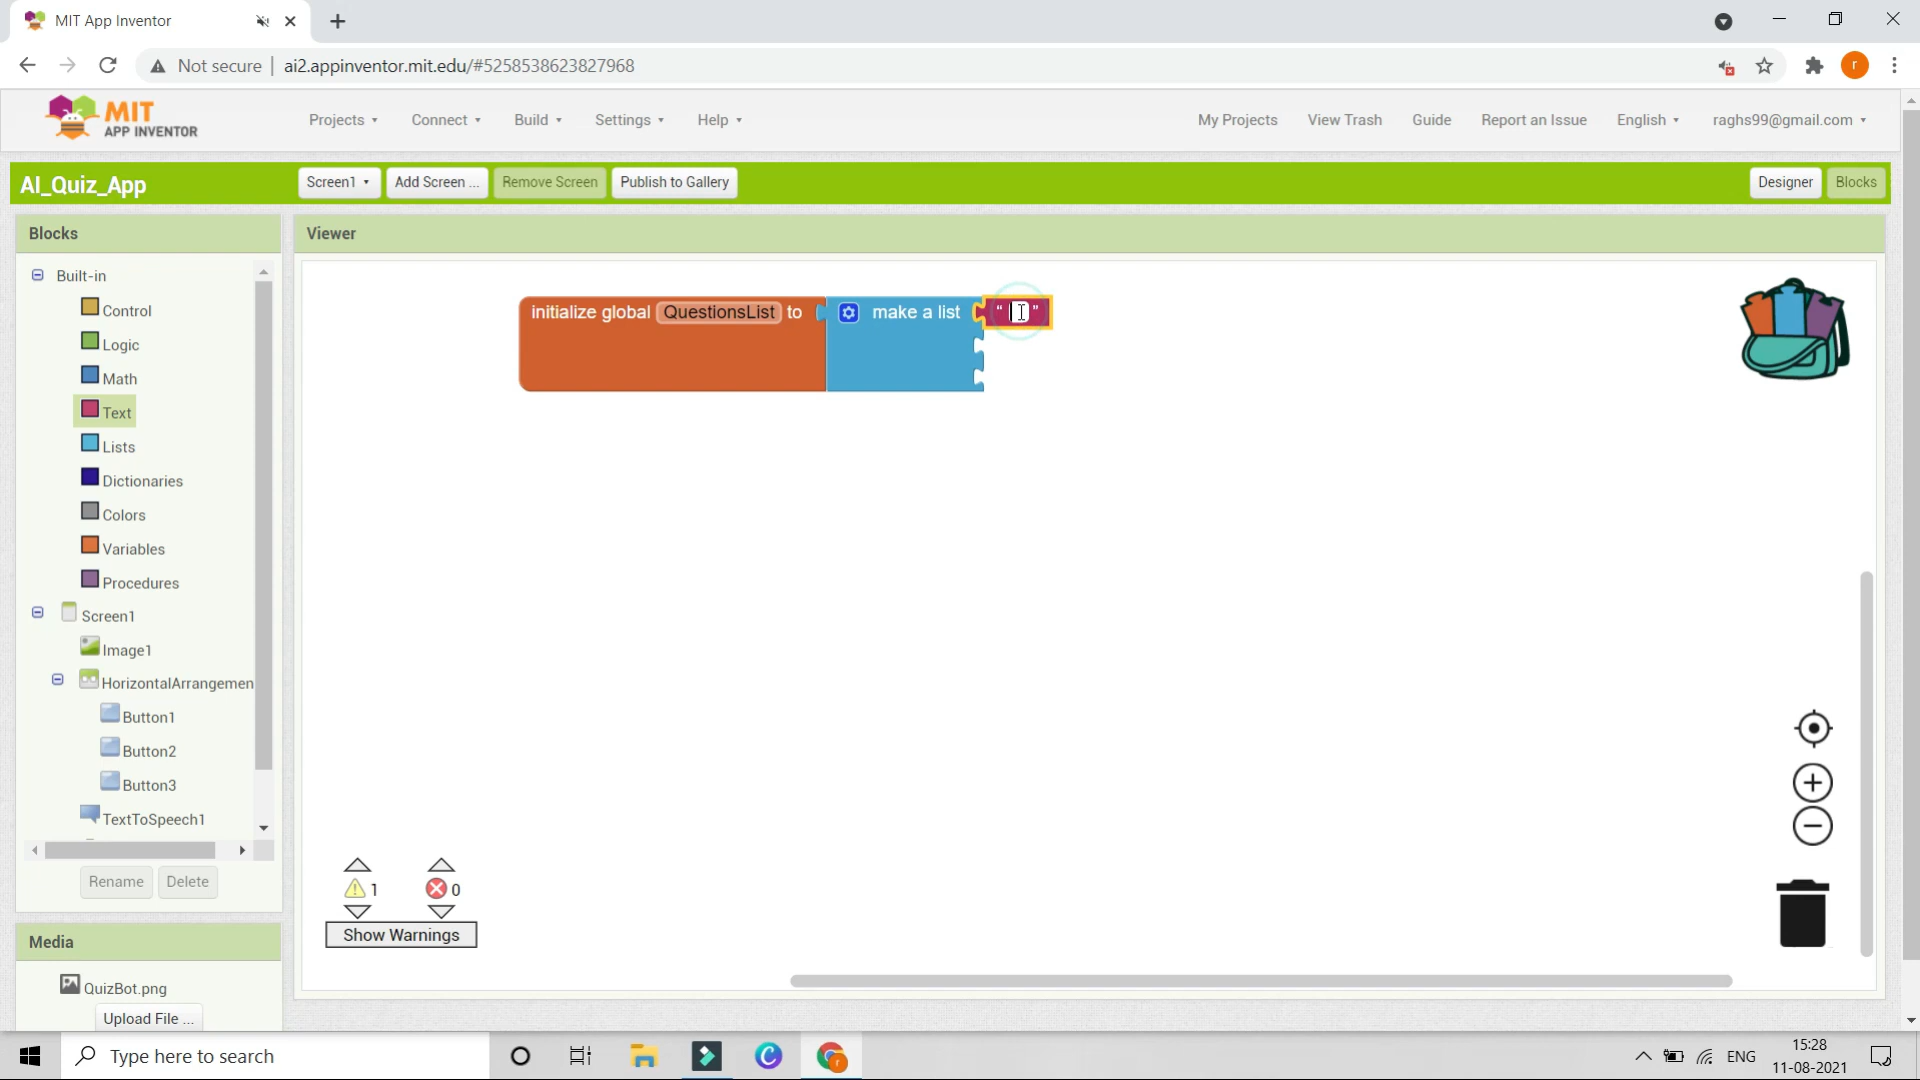 MIT App Inventor
Not secure
ai2.appinventor.mit.edu/#5258538623827968
r
MIT
APP INVENTOR
Projects
Connect
Build
Settings
Help
My Projects
View Trash
Guide
Report an Issue
English
raghs99@gmail.com
AI_Quiz_App
Screen1
Add Screen ...
Remove Screen
Publish to Gallery
Designer
Blocks
Blocks
Viewer
Built-in
Control
Logic
Math
Text
Lists
Dictionaries
Colors
Variables
Procedures
Screen1
Image1
HorizontalArrangemen
Button1
Button2
Button3
TextToSpeech1
Rename
Delete
Media
QuizBot.png
Upload File ...
initialize global QuestionsList to make a list " "
1
0
Show Warnings
Type here to search
ENG
15:28
11-08-2021